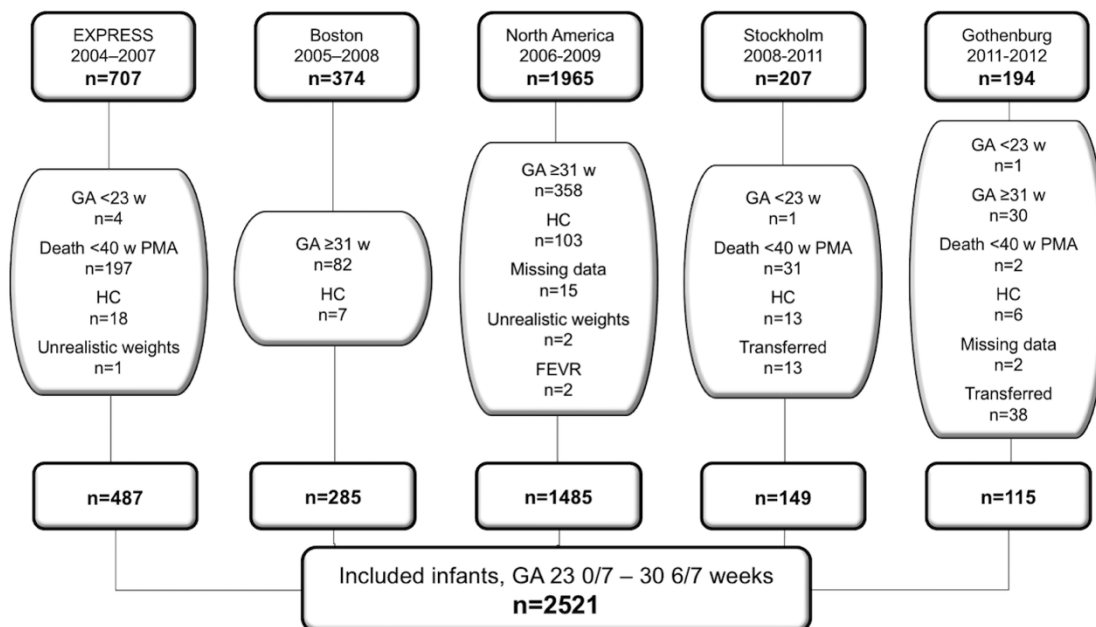 EXPRESS
2004–2007
n=707
Boston
2005–2008
n=374
North America
2006-2009
n=1965
Stockholm
2008-2011
n=207
Gothenburg
2011-2012
n=194
GA <23 w
n=4
Death <40 w PMA
n=197
HC
n=18
Unrealistic weights
n=1
GA ≥31 w
n=82
HC
n=7
GA ≥31 w
n=358
HC
n=103
Missing data
n=15
Unrealistic weights
n=2
FEVR
n=2
GA <23 w
n=1
Death <40 w PMA
n=31
HC
n=13
Transferred
n=13
GA <23 w
n=1
GA ≥31 w
n=30
Death <40 w PMA
n=2
HC
n=6
Missing data
n=2
Transferred
n=38
n=487
n=285
n=1485
n=149
n=115
Included infants, GA 23 0/7 – 30 6/7 weeks
n=2521